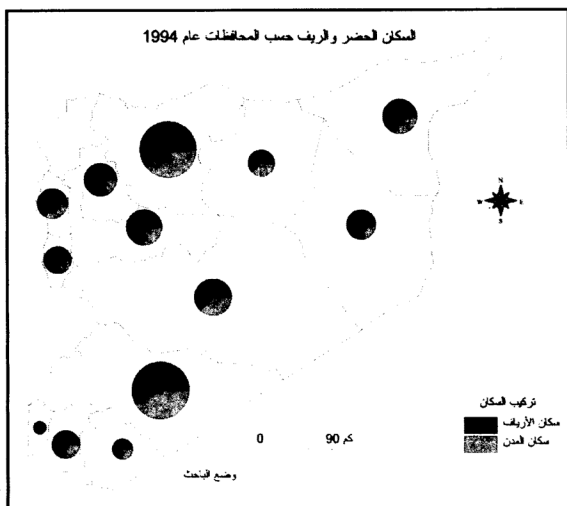 السكان الحضر والريف حسب المحافظات عام 1994
N
W E
S
تركيب السكان
سكان الأرياف
سكان المدن
0 90 كم
وضع الباحث